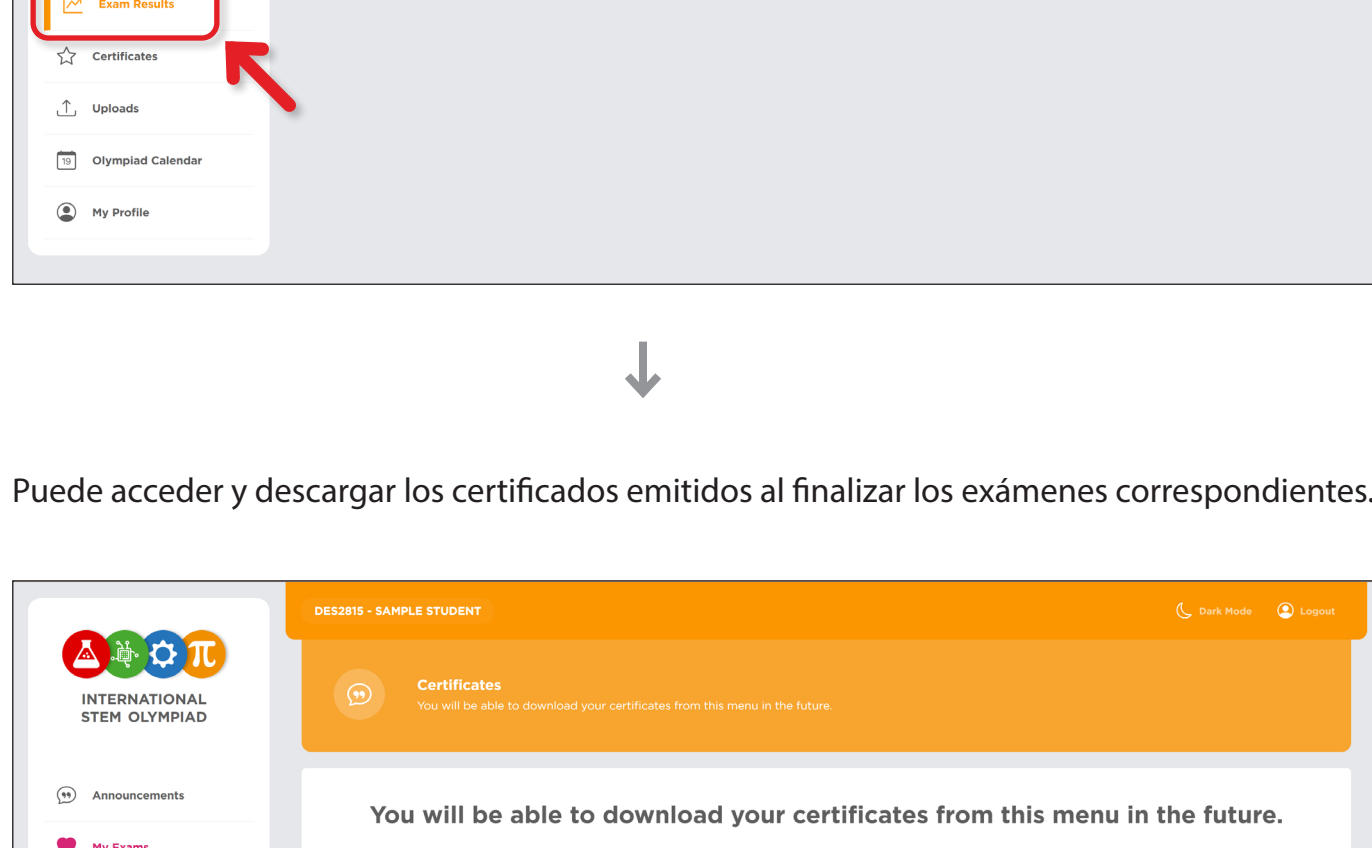 Exam Results
Certificates
Uploads
19
Olympiad Calendar
My Profile
Puede acceder y descargar los certificados emitidos al finalizar los exámenes correspondientes.
DES2815 - SAMPLE STUDENT
Dark Mode
Logout
π
INTERNATIONAL
STEM OLYMPIAD
Certificates
You will be able to download your certificates from this menu in the future.
Announcements
You will be able to download your certificates from this menu in the future.
My Exams